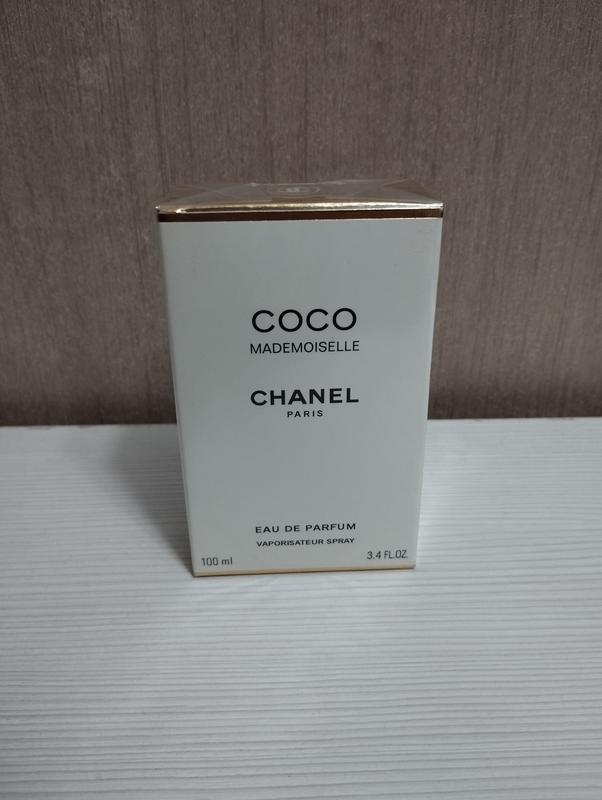 COCO
MADEMOISELLE
CHANEL
PARIS
EAU DE PARFUM
VAPORISATEUR SPRAY
100 ml 3.4 FL.OZ.